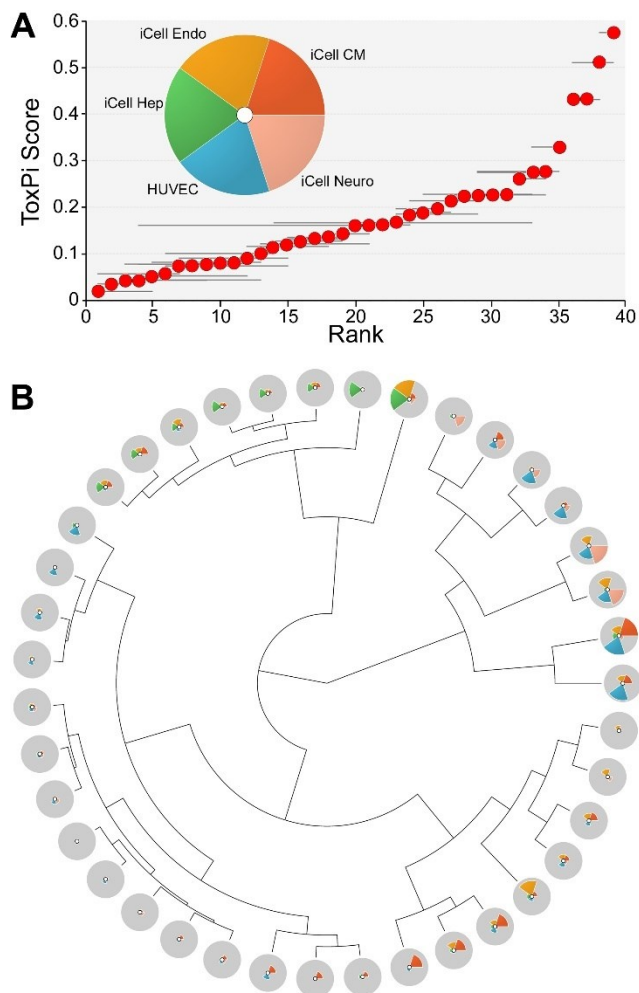 A
0.6
0.5
0.4
0.3
0.2
0.1
0
ToxPi Score
iCell Endo
iCell CM
iCell Hep
HUVEC
iCell Neuro
0 5 10 15 20 25 30 35 40
Rank
B